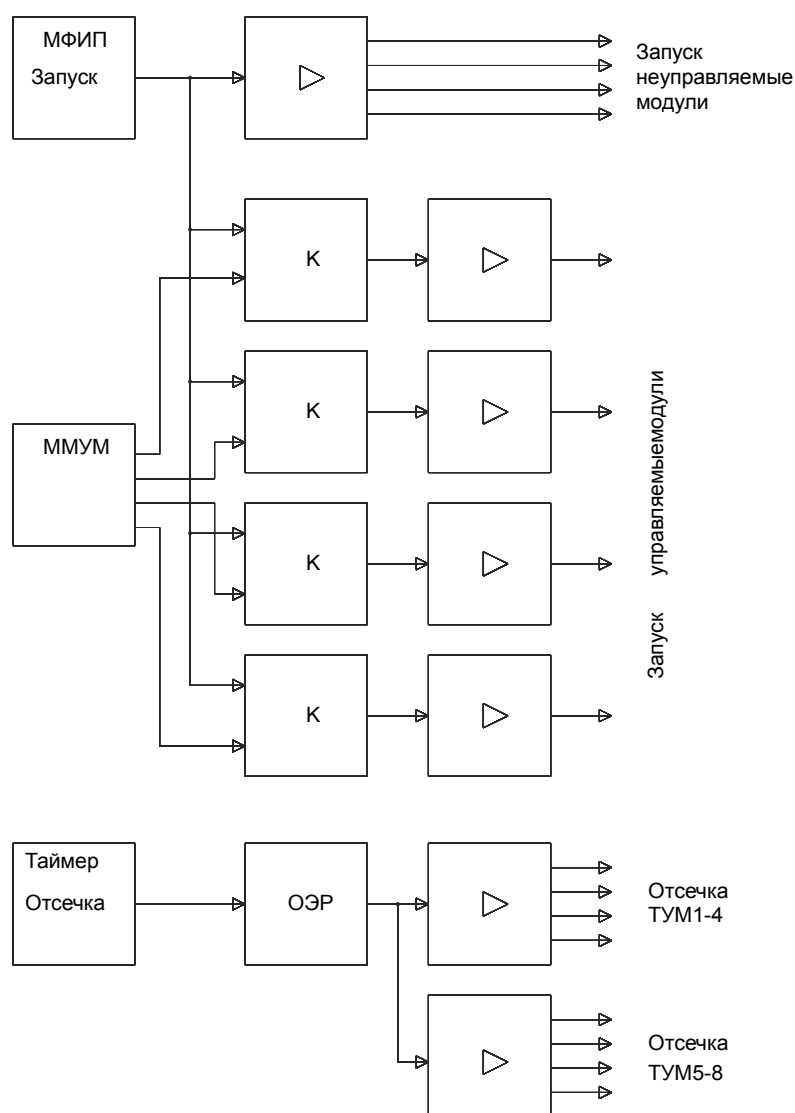 МФИП
Запуск
Запуск
неуправляемые
модули
К
К
ММУМ
К
К
Запуск управляемыемодули
Таймер
Отсечка
ОЭР
Отсечка
ТУМ1-4
Отсечка
ТУМ5-8